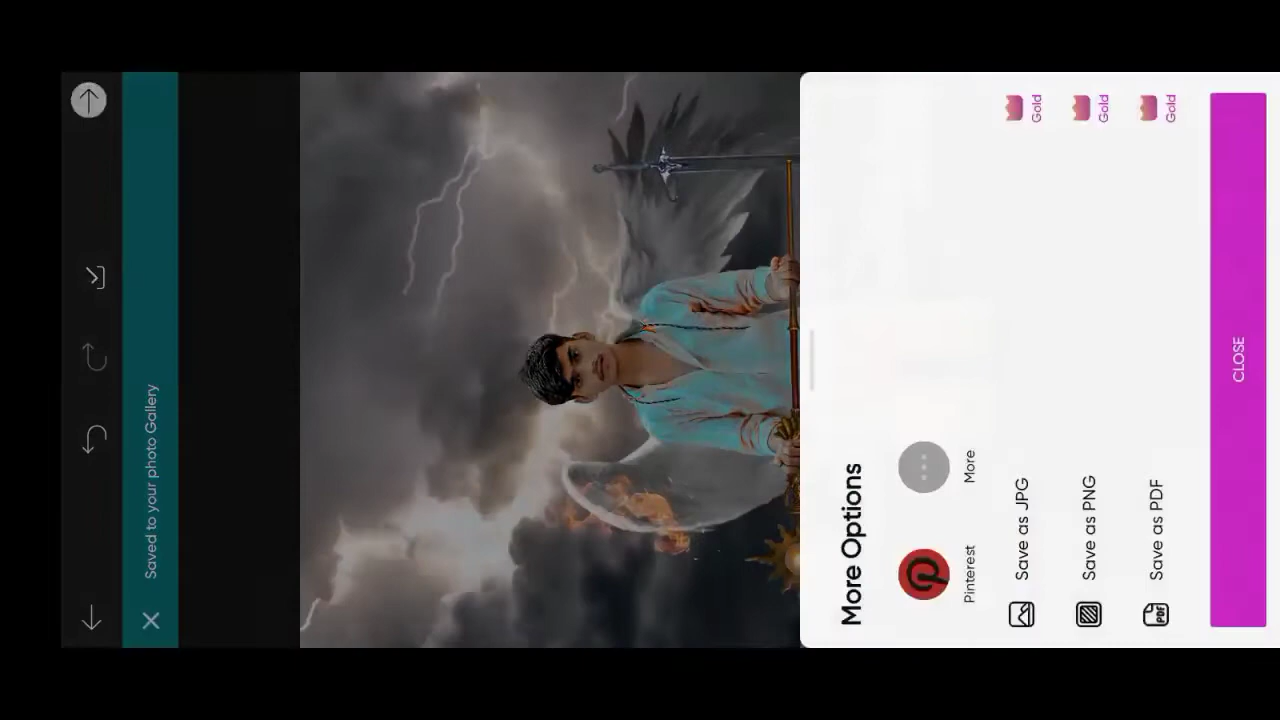 Saved to your photo Gallery
More Options
Pinterest
More
Save as JPG
Gold
Save as PNG
Gold
Save as PDF
Gold
CLOSE
PDF